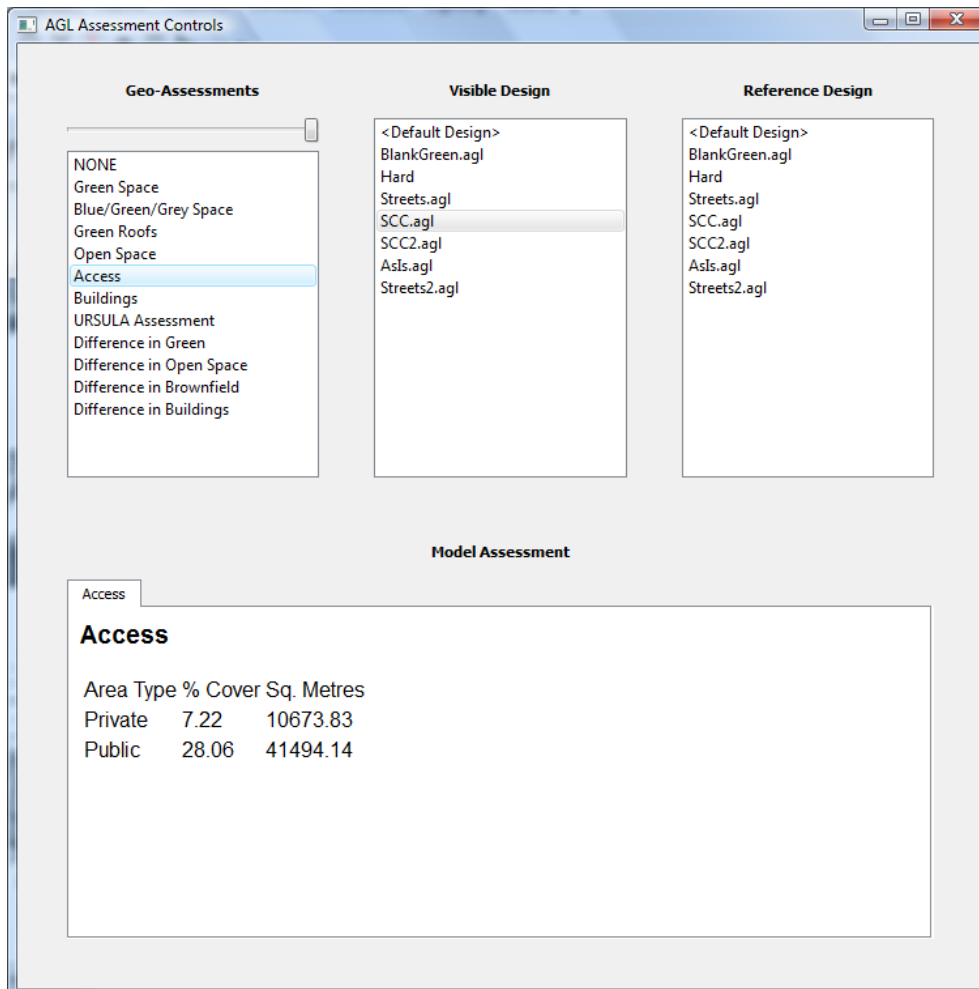 AGL Assessment Controls
Geo-Assessments
NONE
Green Space
Blue/Green/Grey Space
Green Roofs
Open Space
Access
Buildings
URSULA Assessment
Difference in Green
Difference in Open Space
Difference in Brownfield
Difference in Buildings
Visible Design
<Default Design>
BlankGreen.agl
Hard
Streets.agl
SCC.agl
SCC2.agl
AsIs.agl
Streets2.agl
Reference Design
<Default Design>
BlankGreen.agl
Hard
Streets.agl
SCC.agl
SCC2.agl
AsIs.agl
Streets2.agl
Model Assessment
Access
Access
Area Type % Cover Sq. Metres
Private 7.22 10673.83
Public 28.06 41494.14